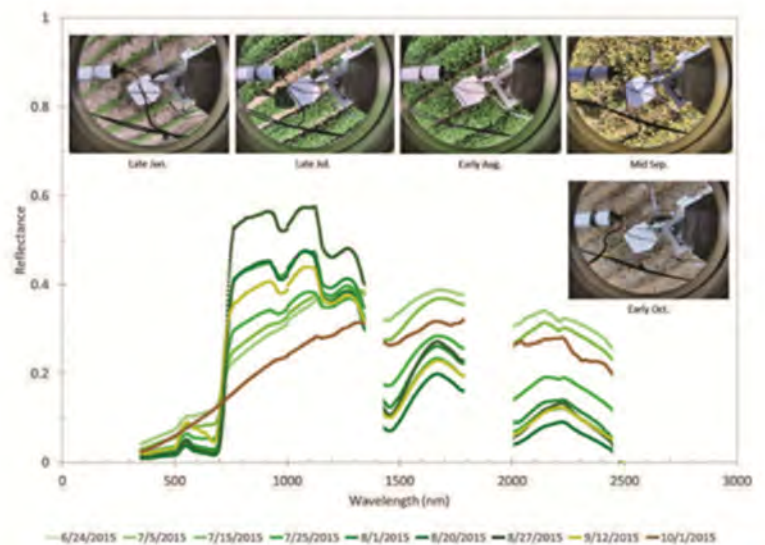 1
0.8
0.6
0.4
0.2
0
Reflectance
Late Jun.
Late Jul.
Early Aug.
Mid Sep.
Early Oct.
0 500 1000 1500 2000 2500 3000
Wavelength (nm)
6/24/2015 7/5/2015 7/15/2015 7/25/2015 8/1/2015 8/20/2015 8/27/2015 9/12/2015 10/1/2015